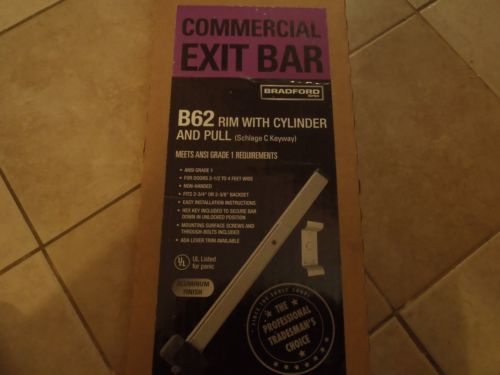 COMMERCIAL
EXIT BAR
BRADFORD
B62 RIM WITH CYLINDER
AND PULL (Schlage C Keyway)
MEETS ANSI GRADE 1 REQUIREMENTS
• ANSI GRADE 1
• FOR DOORS 2-1/2 TO 4 FEET WIDE
• NON-HANDED
• FITS 2-3/4" OR 2-3/8" BACKSET
• EASY INSTALLATION INSTRUCTIONS
• HEX KEY INCLUDED TO SECURE BAR
DOWN IN UNLOCKED POSITION
• MOUNTING SURFACE SCREWS AND
THROUGH-BOLTS INCLUDED
• ADA LEVER TRIM AVAILABLE
UL
UL Listed
for panic
ALUMINUM
FINISH
THE
PROFESSIONAL
TRADESMAN'S
CHOICE